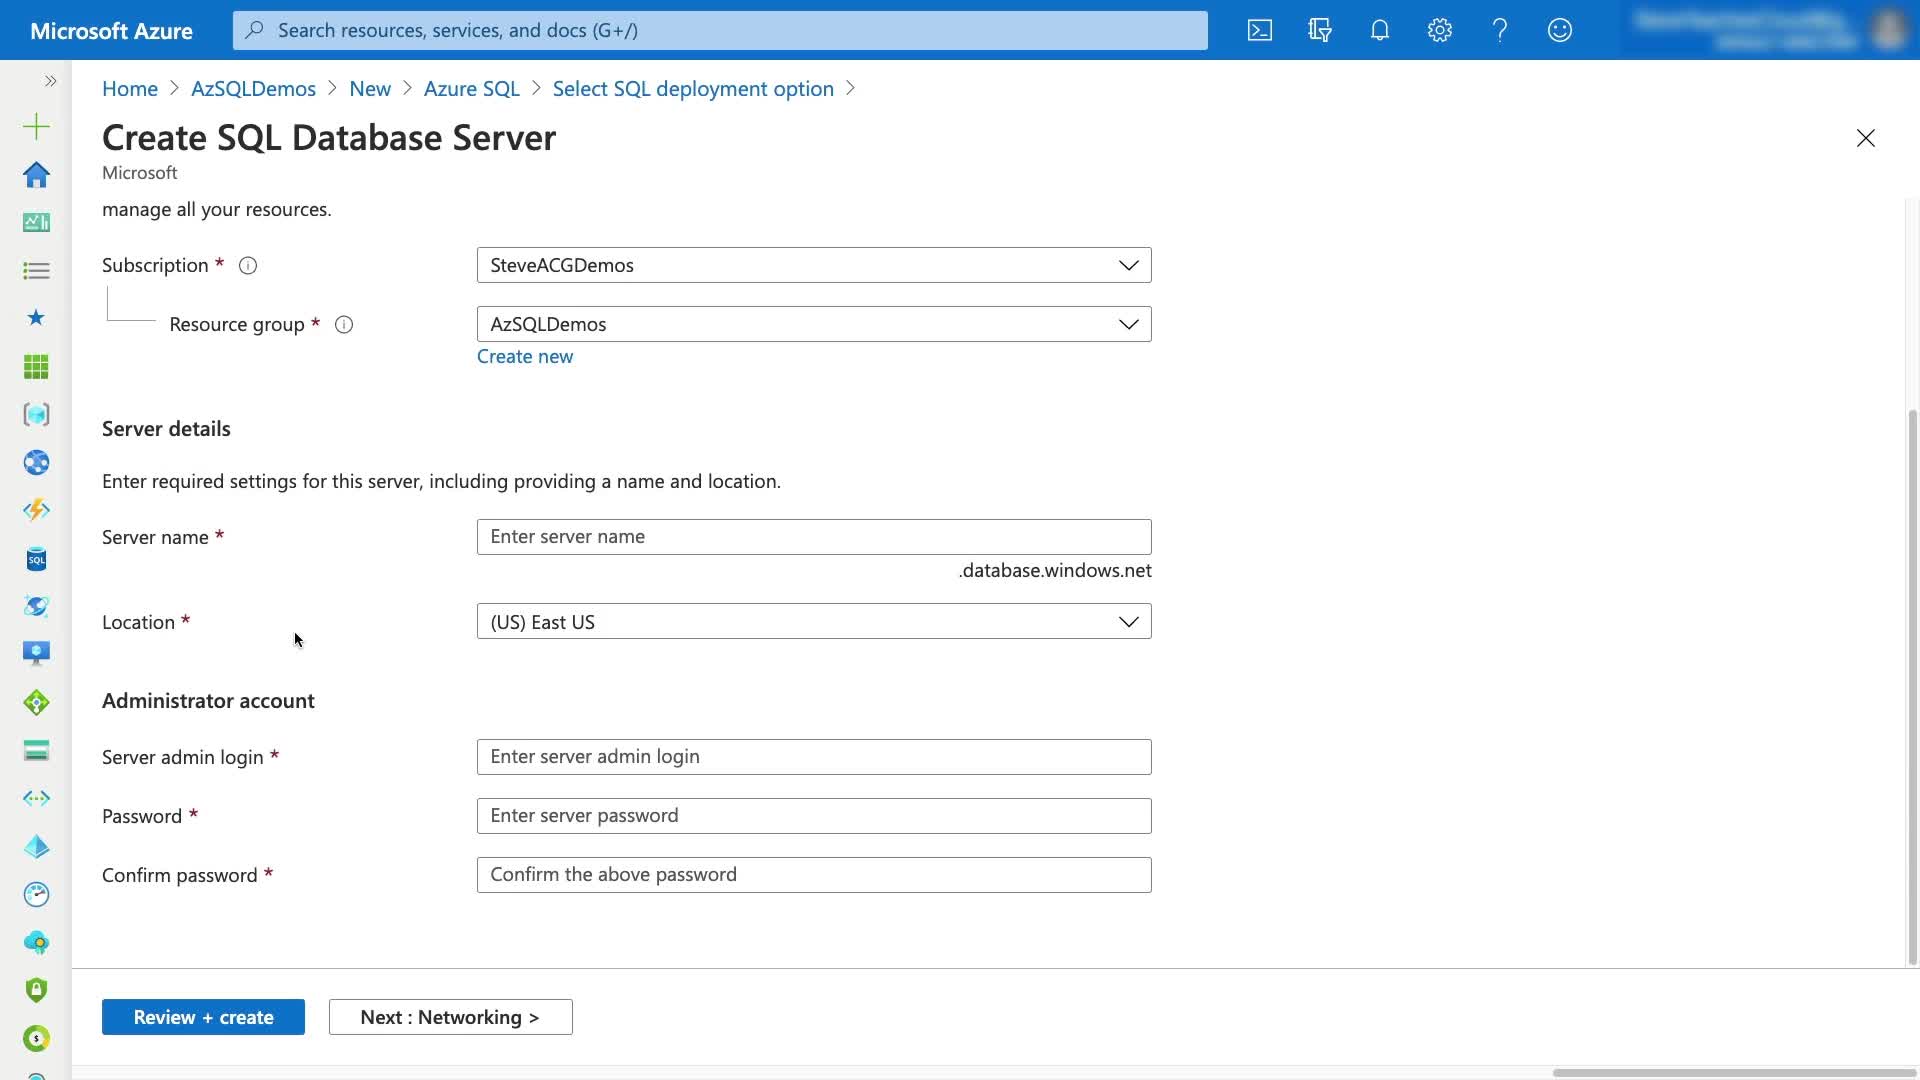 Microsoft Azure
Search resources, services, and docs (G+/)
Home > AzSQLDemos > New > Azure SQL > Select SQL deployment option >
Create SQL Database Server
Microsoft
manage all your resources.
Subscription *
SteveACGDemos
Resource group *
AzSQLDemos
Create new
Server details
Enter required settings for this server, including providing a name and location.
Server name *
Enter server name
.database.windows.net
Location *
(US) East US
Administrator account
Server admin login *
Enter server admin login
Password *
Enter server password
Confirm password *
Confirm the above password
Review + create
Next : Networking >
SQL